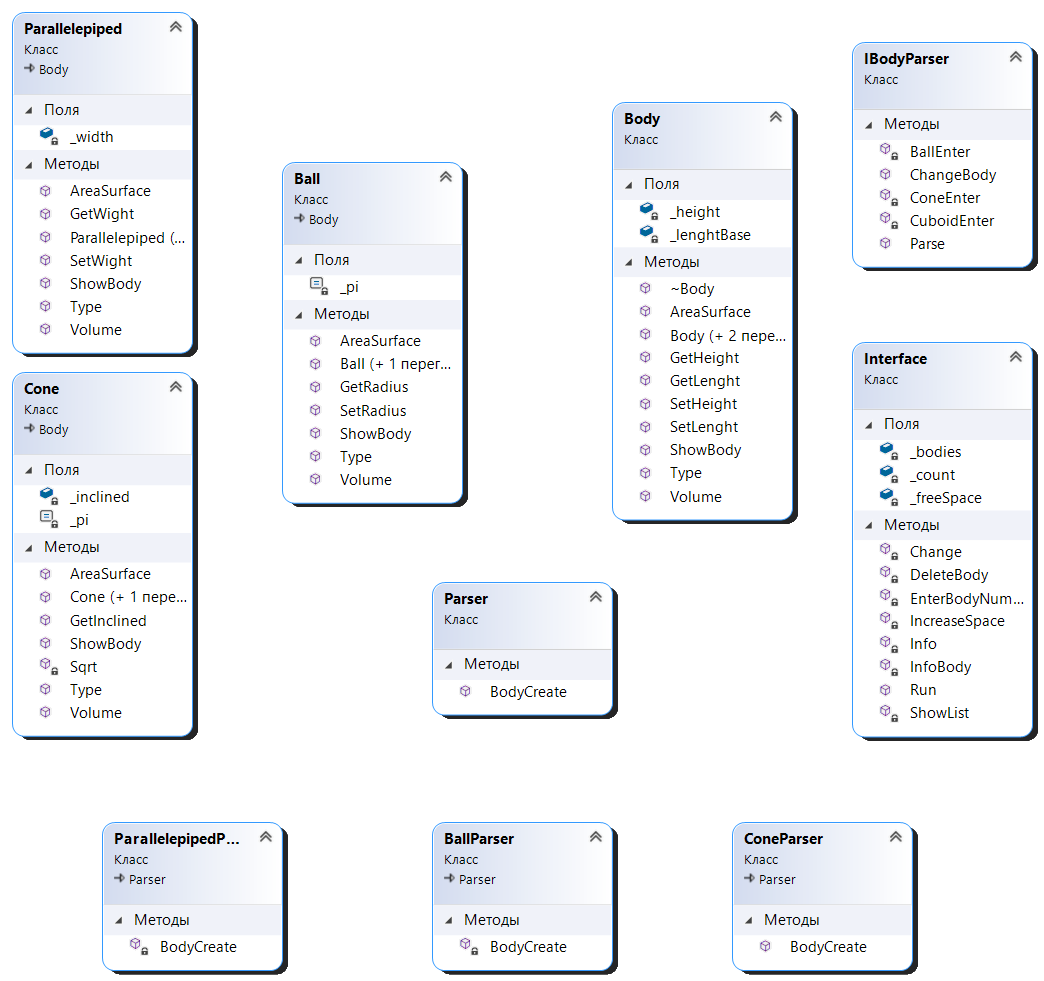 Parallelepiped
Класс
Body
Поля
_width
Методы
AreaSurface
GetWight
Parallelepiped (...
SetWight
ShowBody
Type
Volume
Cone
Класс
Body
Поля
_inclined
_pi
Методы
AreaSurface
Cone (+ 1 пере...
GetInclined
ShowBody
Sqrt
Type
Volume
Ball
Класс
Body
Поля
_pi
Методы
AreaSurface
Ball (+ 1 перег...
GetRadius
SetRadius
ShowBody
Type
Volume
Body
Класс
Поля
_height
_lenghtBase
Методы
~Body
AreaSurface
Body (+ 2 пере...
GetHeight
GetLenght
SetHeight
SetLenght
ShowBody
Type
Volume
IBodyParser
Класс
Методы
BallEnter
ChangeBody
ConeEnter
CuboidEnter
Parse
Interface
Класс
Поля
_bodies
_count
_freeSpace
Методы
Change
DeleteBody
EnterBodyNum...
IncreaseSpace
Info
InfoBody
Run
ShowList
Parser
Класс
Методы
BodyCreate
ParallelepipedP...
Класс
Parser
Методы
BodyCreate
BallParser
Класс
Parser
Методы
BodyCreate
ConeParser
Класс
Parser
Методы
BodyCreate